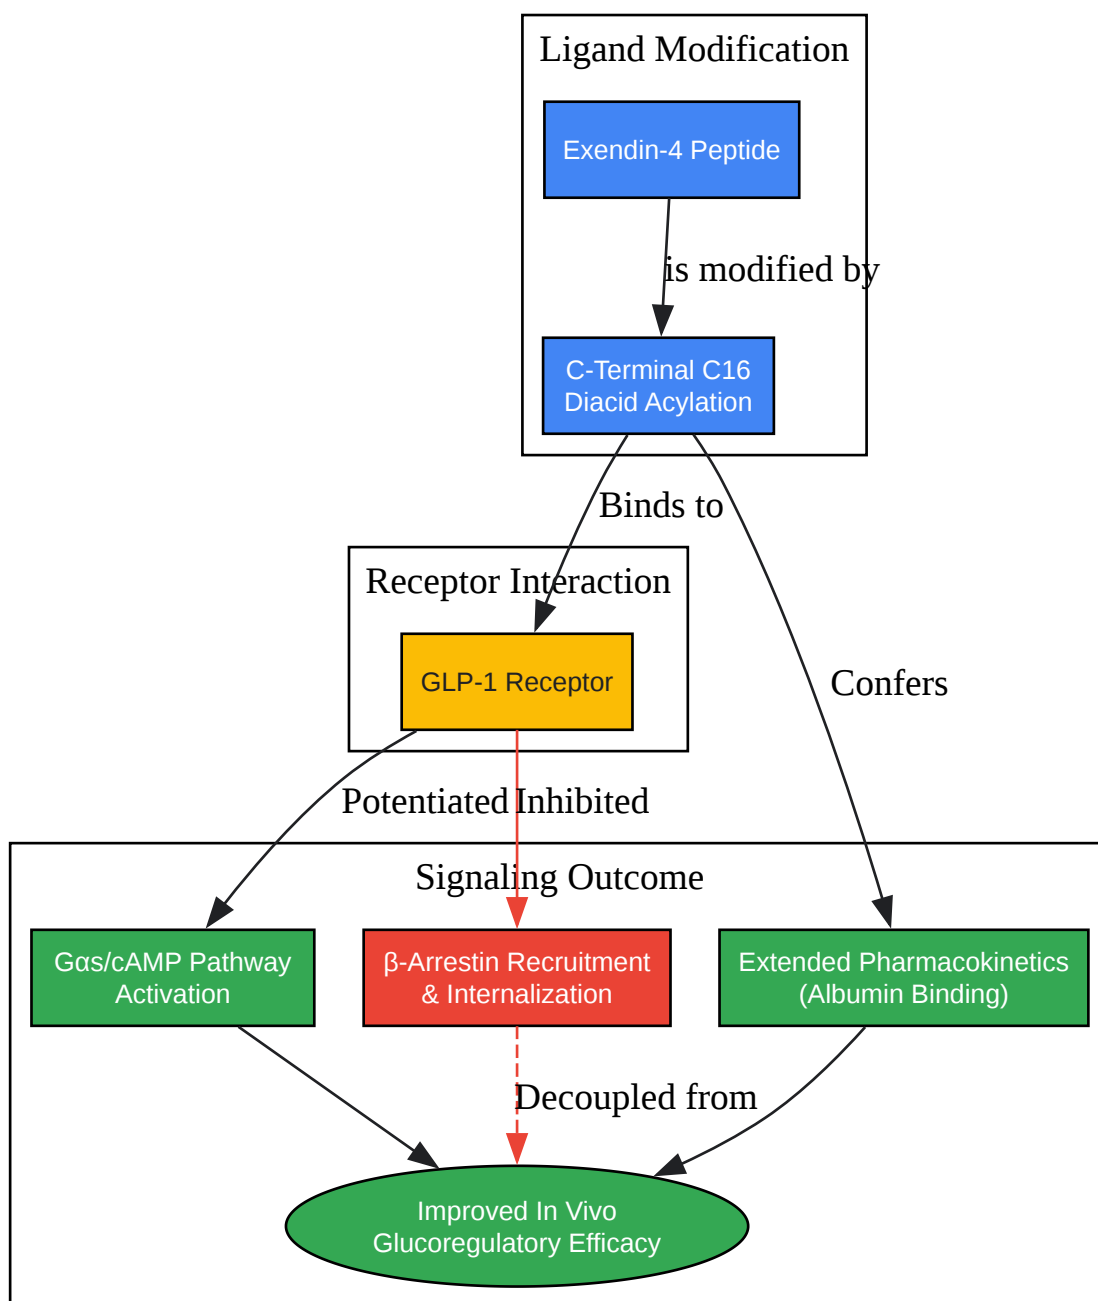 Ligand Modification
Exendin-4 Peptide
is modified by
C-Terminal C16
Diacid Acylation
Binds to
Receptor Interaction
GLP-1 Receptor
Confers
Potentiated
Inhibited
Signaling Outcome
Gαs/cAMP Pathway
Activation
β-Arrestin Recruitment
& Internalization
Extended Pharmacokinetics
(Albumin Binding)
Decoupled from
Improved In Vivo
Glucoregulatory Efficacy